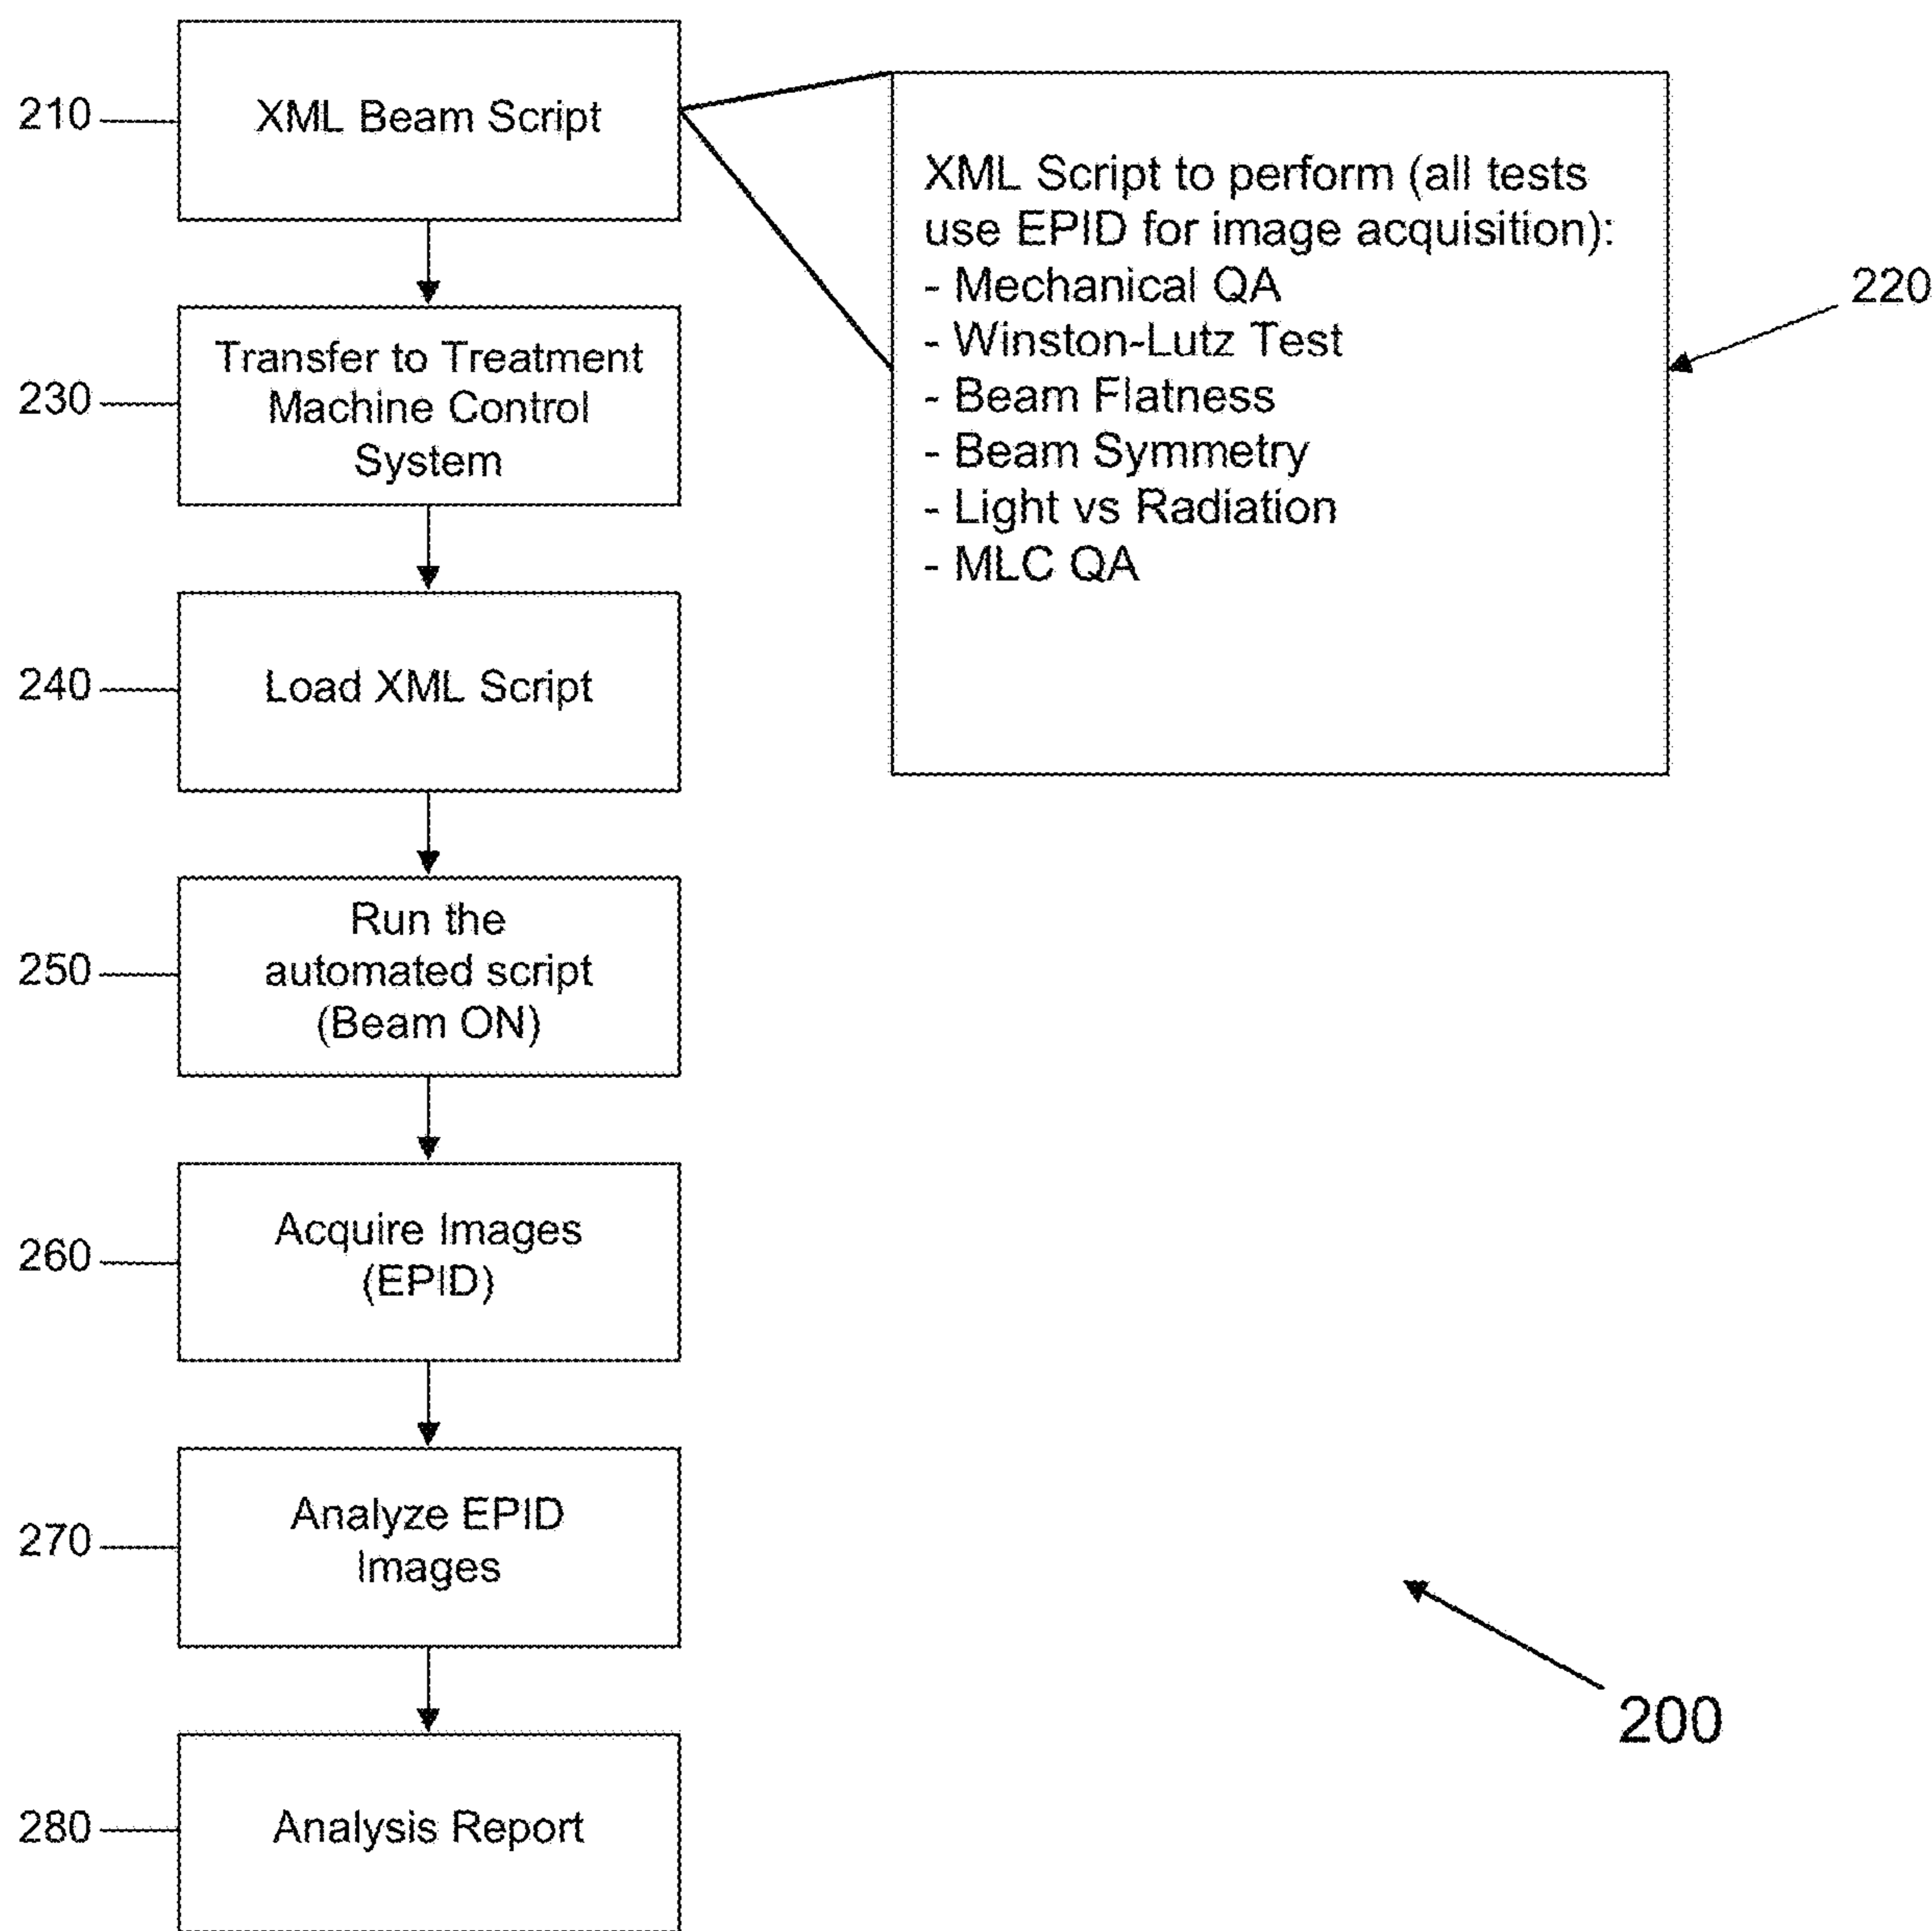 210
XML Beam Script
XML Script to perform (all tests
use EPID for image acquisition):
- Mechanical QA
- Winston-Lutz Test
- Beam Flatness
- Beam Symmetry
- Light vs Radiation
- MLC QA
220
230
Transfer to Treatment
Machine Control
System
240
Load XML Script
250
Run the
automated script
(Beam ON)
260
Acquire Images
(EPID)
270
Analyze EPID
Images
200
280
Analysis Report